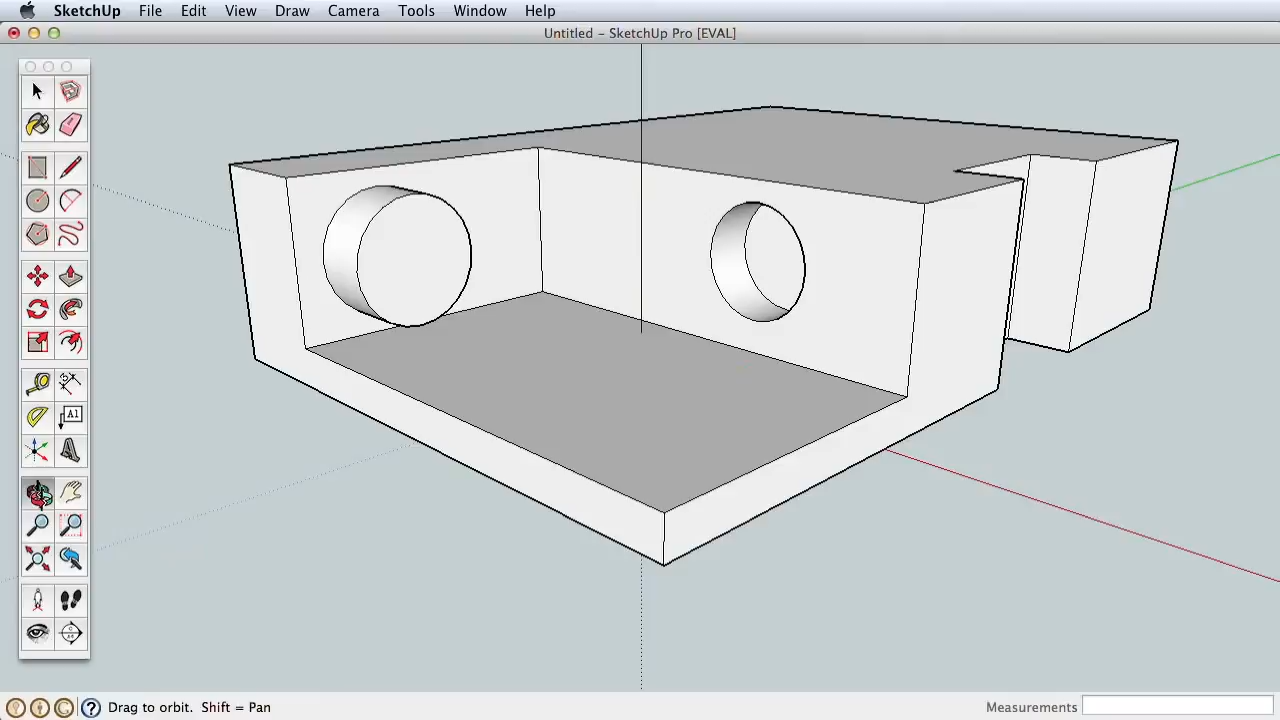 SketchUp File Edit View Draw Camera Tools Window Help
Untitled – SketchUp Pro [EVAL]
A1
Drag to orbit. Shift = Pan
Measurements